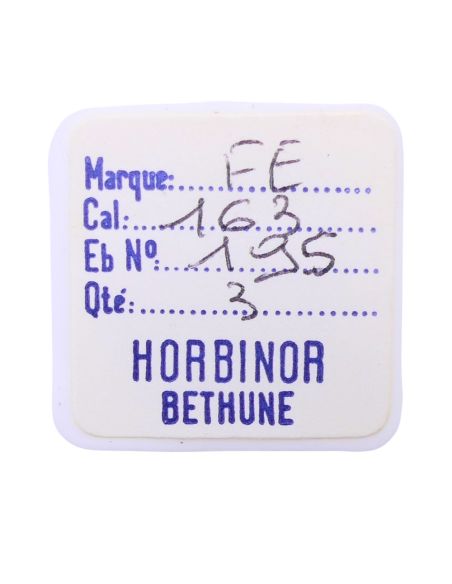 Marque: FE
Cal: 163
Eb Nº: 195
Qté: 3
HORBINOR
BETHUNE